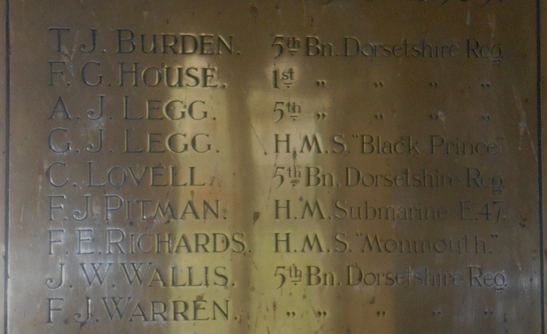 T. J. BURDEN. 5th Bn. Dorsetshire Reg.
F. G. HOUSE. 1st „ „ „ „
A. J. LEGG. 5th „ „ „ „
G. J. LEGG. H.M.S. "Black Prince."
C. LOVELL. 5th Bn. Dorsetshire Reg.
F. J. PITMAN. H.M. Submarine E.47.
F. E. RICHARDS. H.M.S. "Monmouth."
J. W. WALLIS. 5th Bn. Dorsetshire Reg.
F. J. WARREN. „ „ „ „ „